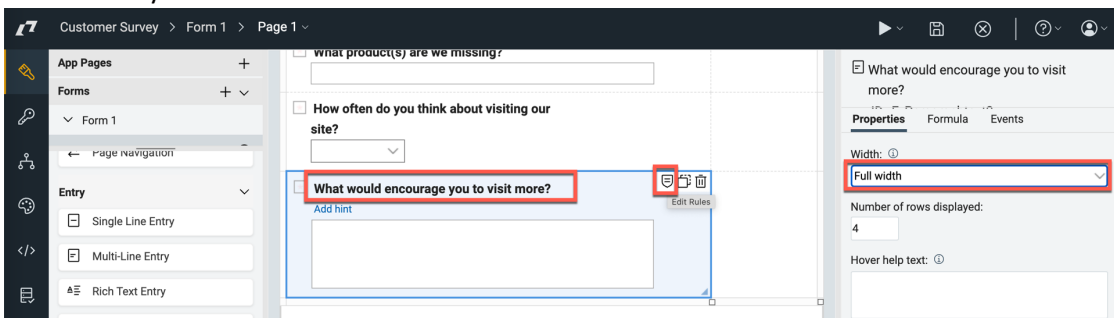 Customer Survey > Form 1 > Page 1
App Pages
Forms
Form 1
Page Navigation
Entry
Single Line Entry
Multi-Line Entry
Rich Text Entry
What product(s) are we missing?
How often do you think about visiting our
site?
What would encourage you to visit more?
Add hint
Edit Rules
What would encourage you to visit
more?
Properties Formula Events
Width:
Full width
Number of rows displayed:
4
Hover help text: